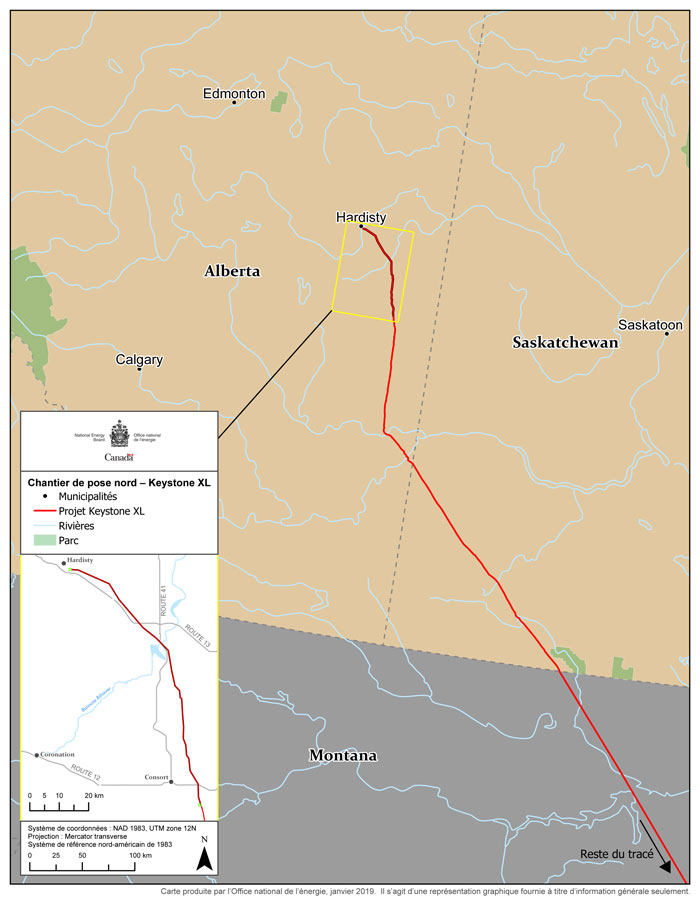 Edmonton
Hardisty
Alberta
Saskatoon
Saskatchewan
Calgary
National Energy Board
Office national de l'énergie
Canada
Chantier de pose nord – Keystone XL
Municipalités
Projet Keystone XL
Rivières
Parc
Hardisty
ROUTE 41
ROUTE 13
Coronation
ROUTE 12
Consort
0 5 10 20 km
Système de coordonnées : NAD 1983, UTM zone 12N
Projection : Mercator transverse
Système de référence nord-américain de 1983
N
0 25 50 100 km
Montana
Reste du tracé
Carte produite par l'Office national de l'énergie, janvier 2019. Il s'agit d'une représentation graphique fournie à titre d'information générale seulement.